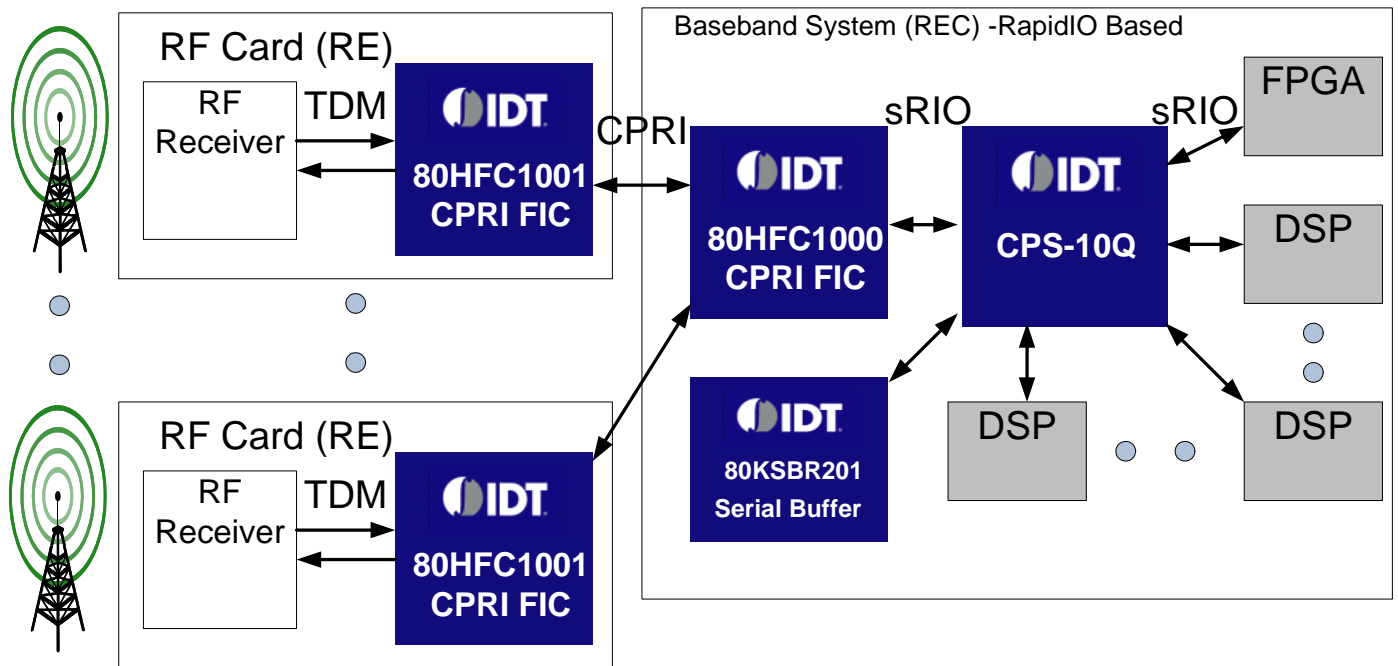 RF Card (RE)
RF
Receiver
TDM
IDT.
80HFC1001
CPRI FIC
CPRI
Baseband System (REC) -RapidIO Based
IDT.
80HFC1000
CPRI FIC
sRIO
IDT.
CPS-10Q
sRIO
FPGA
DSP
IDT.
80KSBR201
Serial Buffer
DSP
DSP
RF Card (RE)
RF
Receiver
TDM
IDT.
80HFC1001
CPRI FIC